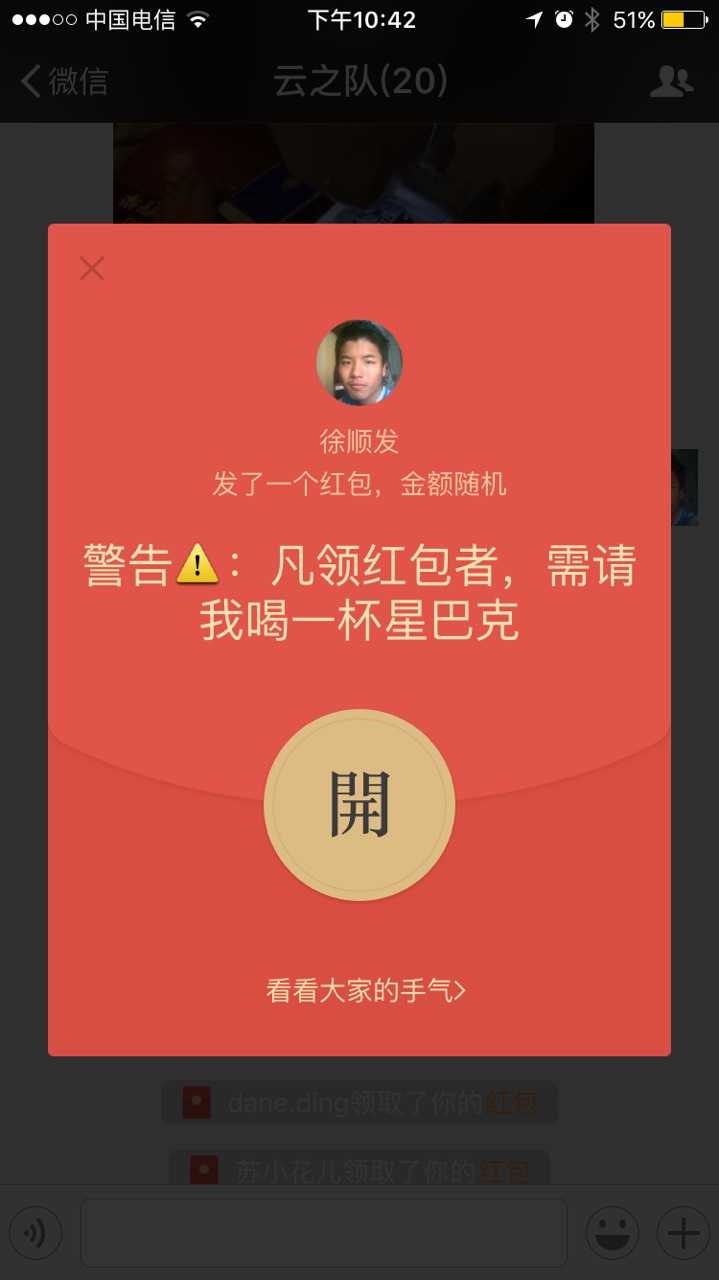 中国电信 下午10:42 51%
微信 云之队(20)
徐顺发
发了一个红包，金额随机
警告⚠️：凡领红包者，需请
我喝一杯星巴克
開
看看大家的手气>
dane.ding领取了你的红包
苏小花儿领取了你的红包